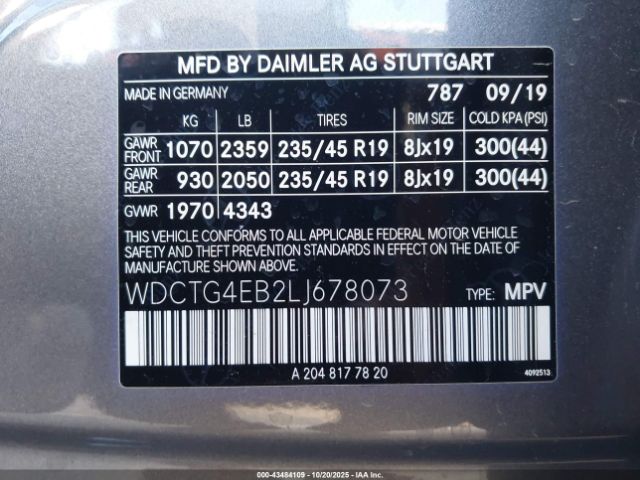 MFD BY DAIMLER AG STUTTGART
MADE IN GERMANY 787 09/19
KG LB TIRES RIM SIZE COLD KPA (PSI)
GAWR FRONT 1070 2359 235/45 R19 8Jx19 300(44)
GAWR REAR 930 2050 235/45 R19 8Jx19 300(44)
GVWR 1970 4343
THIS VEHICLE CONFORMS TO ALL APPLICABLE FEDERAL MOTOR VEHICLE
SAFETY AND THEFT PREVENTION STANDARDS IN EFFECT ON THE DATE OF
MANUFACTURE SHOWN ABOVE.
WDCTG4EB2LJ678073 TYPE: MPV
A 204 817 78 20 4092513
000-43484109 - 10/20/2025 - IAAI.com